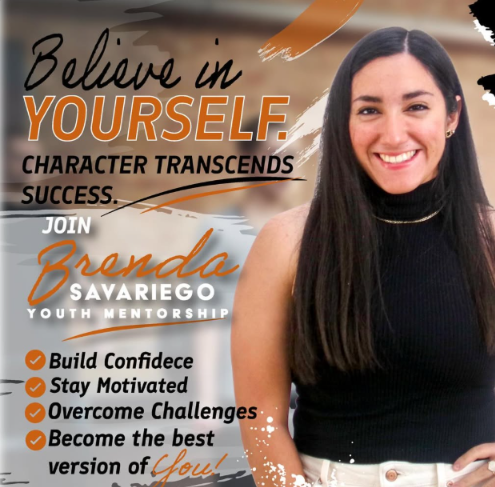 Believe in
YOURSELF.
CHARACTER TRANSCENDS
SUCCESS.
JOIN
Brenda
SAVARIEGO
YOUTH MENTORSHIP
Build Confidece
Stay Motivated
Overcome Challenges
Become the best
version of You!